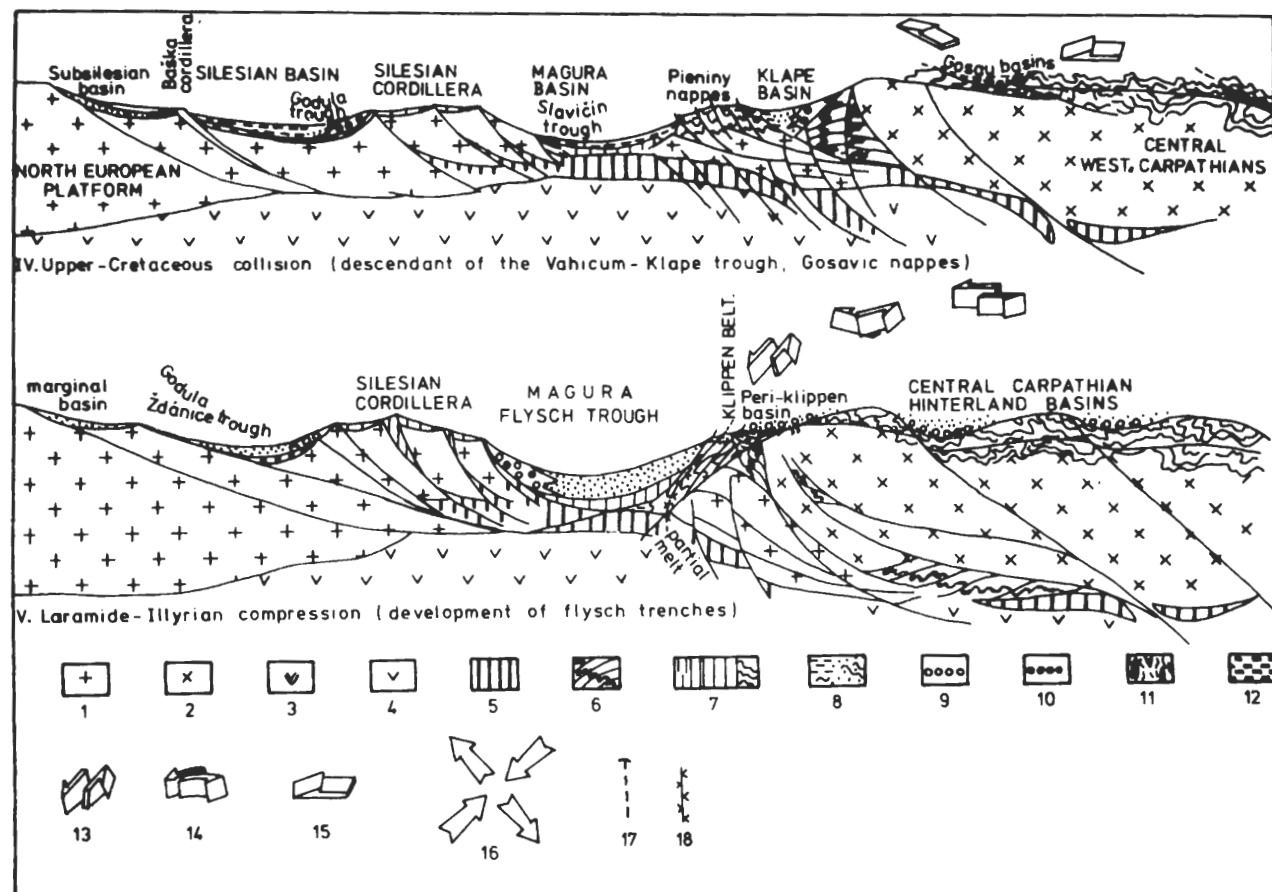 Subsilesian
basin
Baška
cordillera
SILESIAN BASIN
Godula
trough
SILESIAN
CORDILLERA
MAGURA
BASIN
Slavičín
trough
Pieniny
nappes
KLAPE
BASIN
Gosau basins
NORTH EUROPEAN
PLATFORM
CENTRAL
WEST. CARPATHIANS
IV. Upper-Cretaceous collision (descendant of the Vahicum-Klape trough, Gosavic nappes)
marginal
basin
Godula
Ždánice trough
SILESIAN
CORDILLERA
MAGURA
FLYSCH TROUGH
KLIPPEN BELT.
Peri-klippen
basin
CENTRAL CARPATHIAN
HINTERLAND BASINS
partial
melt
V. Laramide-Illyrian compression (development of flysch trenches)
1 2 3 4 5 6 7 8 9 10 11 12
13 14 15 16 17 18